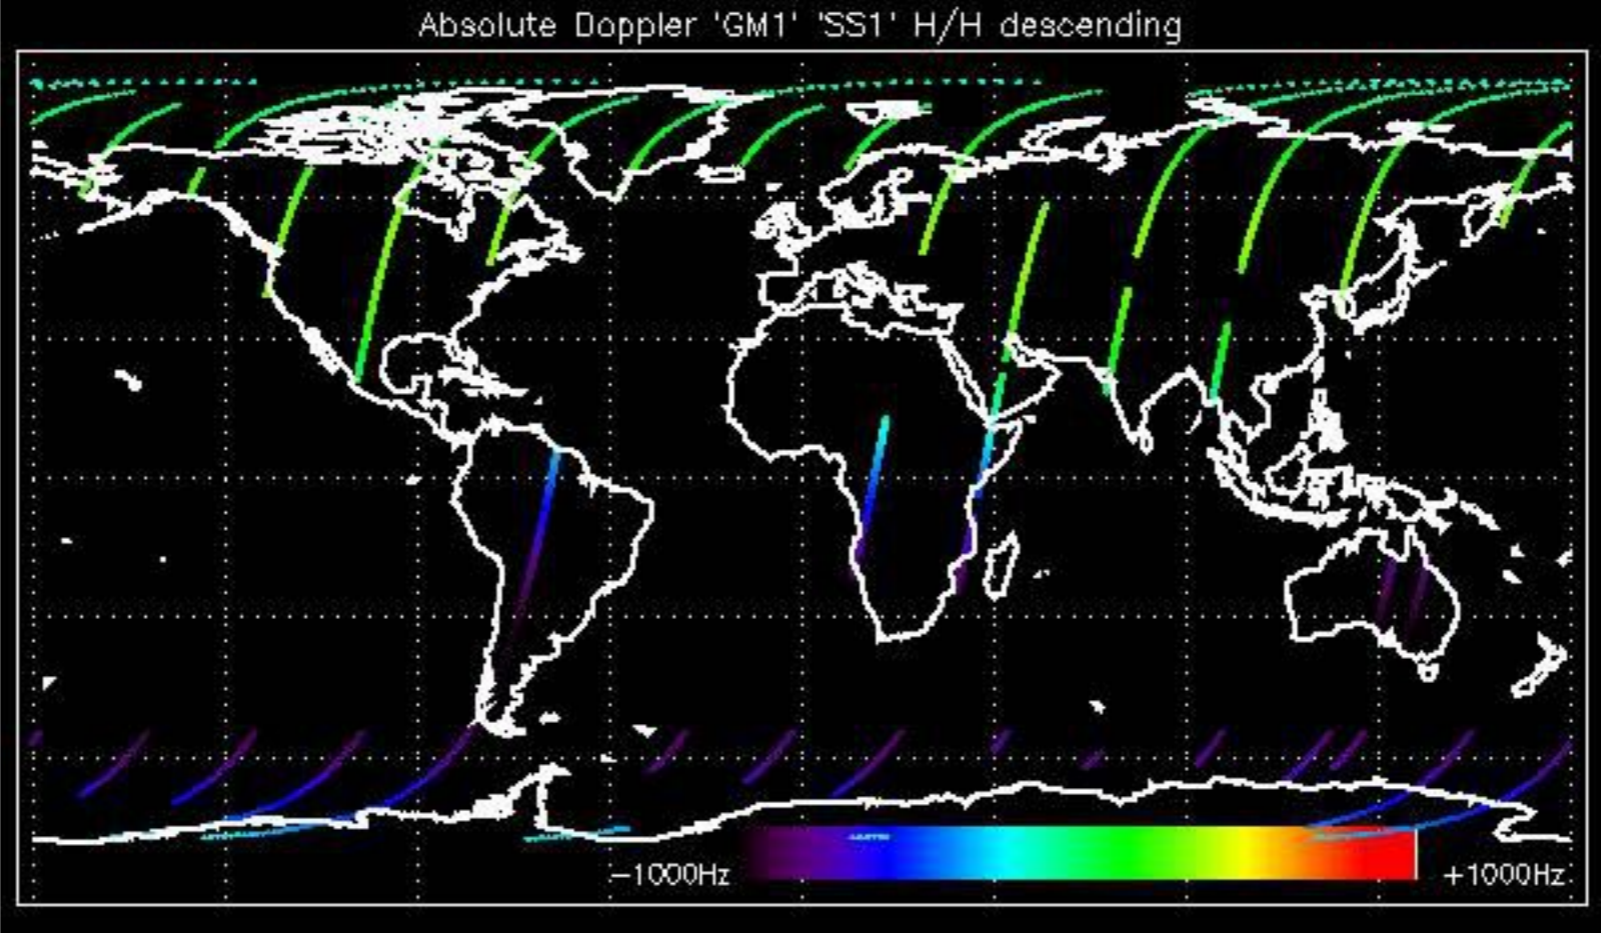 Absolute Doppler 'GM1' 'SS1' H/H descending
−1000Hz +1000Hz